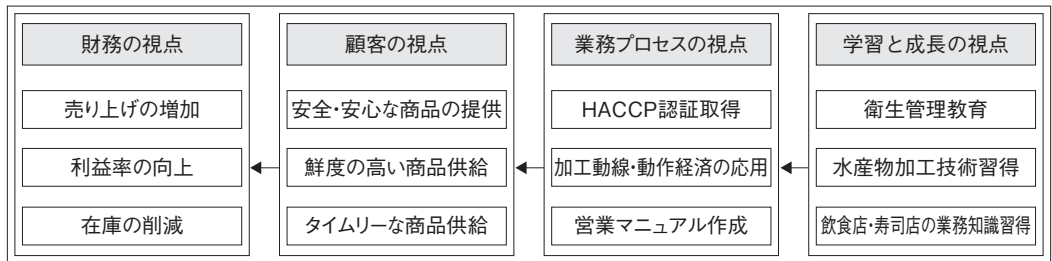 財務の視点
売り上げの増加
利益率の向上
在庫の削減
顧客の視点
安全・安心な商品の提供
鮮度の高い商品供給
タイムリーな商品供給
業務プロセスの視点
HACCP認証取得
加工動線・動作経済の応用
営業マニュアル作成
学習と成長の視点
衛生管理教育
水産物加工技術習得
飲食店・寿司店の業務知識習得